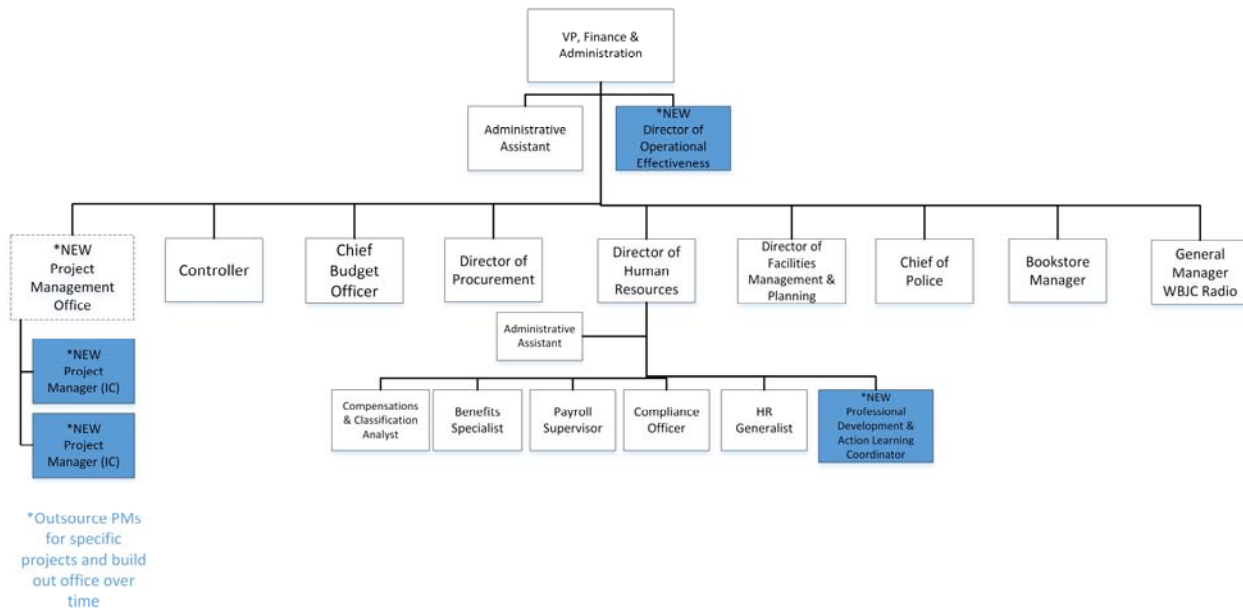 VP, Finance &
Administration
Administrative
Assistant
*NEW
Director of
Operational
Effectiveness
*NEW
Project
Management
Office
Controller
Chief
Budget
Officer
Director of
Procurement
Director of
Human
Resources
Director of
Facilities
Management &
Planning
Chief of
Police
Bookstore
Manager
General
Manager
WBJC Radio
Administrative
Assistant
*NEW
Project
Manager (IC)
*NEW
Project
Manager (IC)
Compensations
& Classification
Analyst
Benefits
Specialist
Payroll
Supervisor
Compliance
Officer
HR
Generalist
*NEW
Professional
Development &
Action Learning
Coordinator
*Outsource PMs
for specific
projects and build
out office over
time